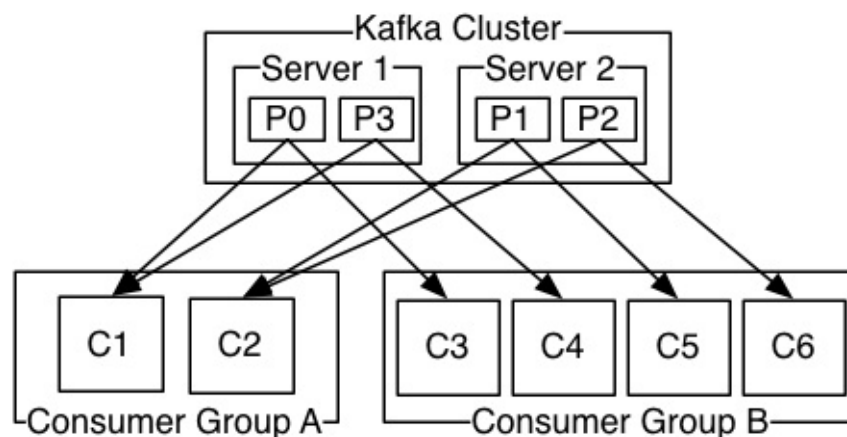 Kafka Cluster
Server 1 Server 2
P0 P3 P1 P2
C1 C2 C3 C4 C5 C6
Consumer Group A Consumer Group B